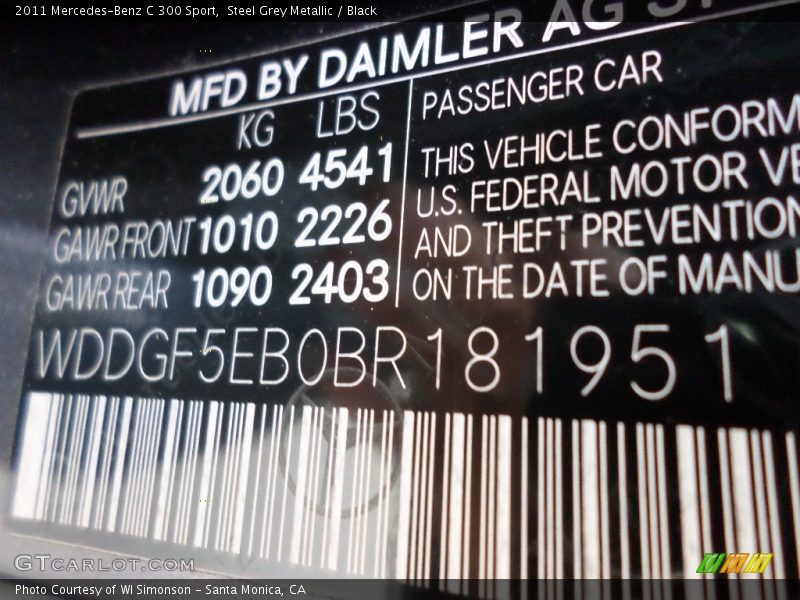 2011 Mercedes-Benz C 300 Sport, Steel Grey Metallic / Black
MFD BY DAIMLER AG
KG LBS
GVWR 2060 4541
GAWR FRONT 1010 2226
GAWR REAR 1090 2403
PASSENGER CAR
THIS VEHICLE CONFORM
U.S. FEDERAL MOTOR VE
AND THEFT PREVENTION
ON THE DATE OF MANU
WDDGF5EB0BR181951
GTCARLOT.COM
Photo Courtesy of WI Simonson - Santa Monica, CA